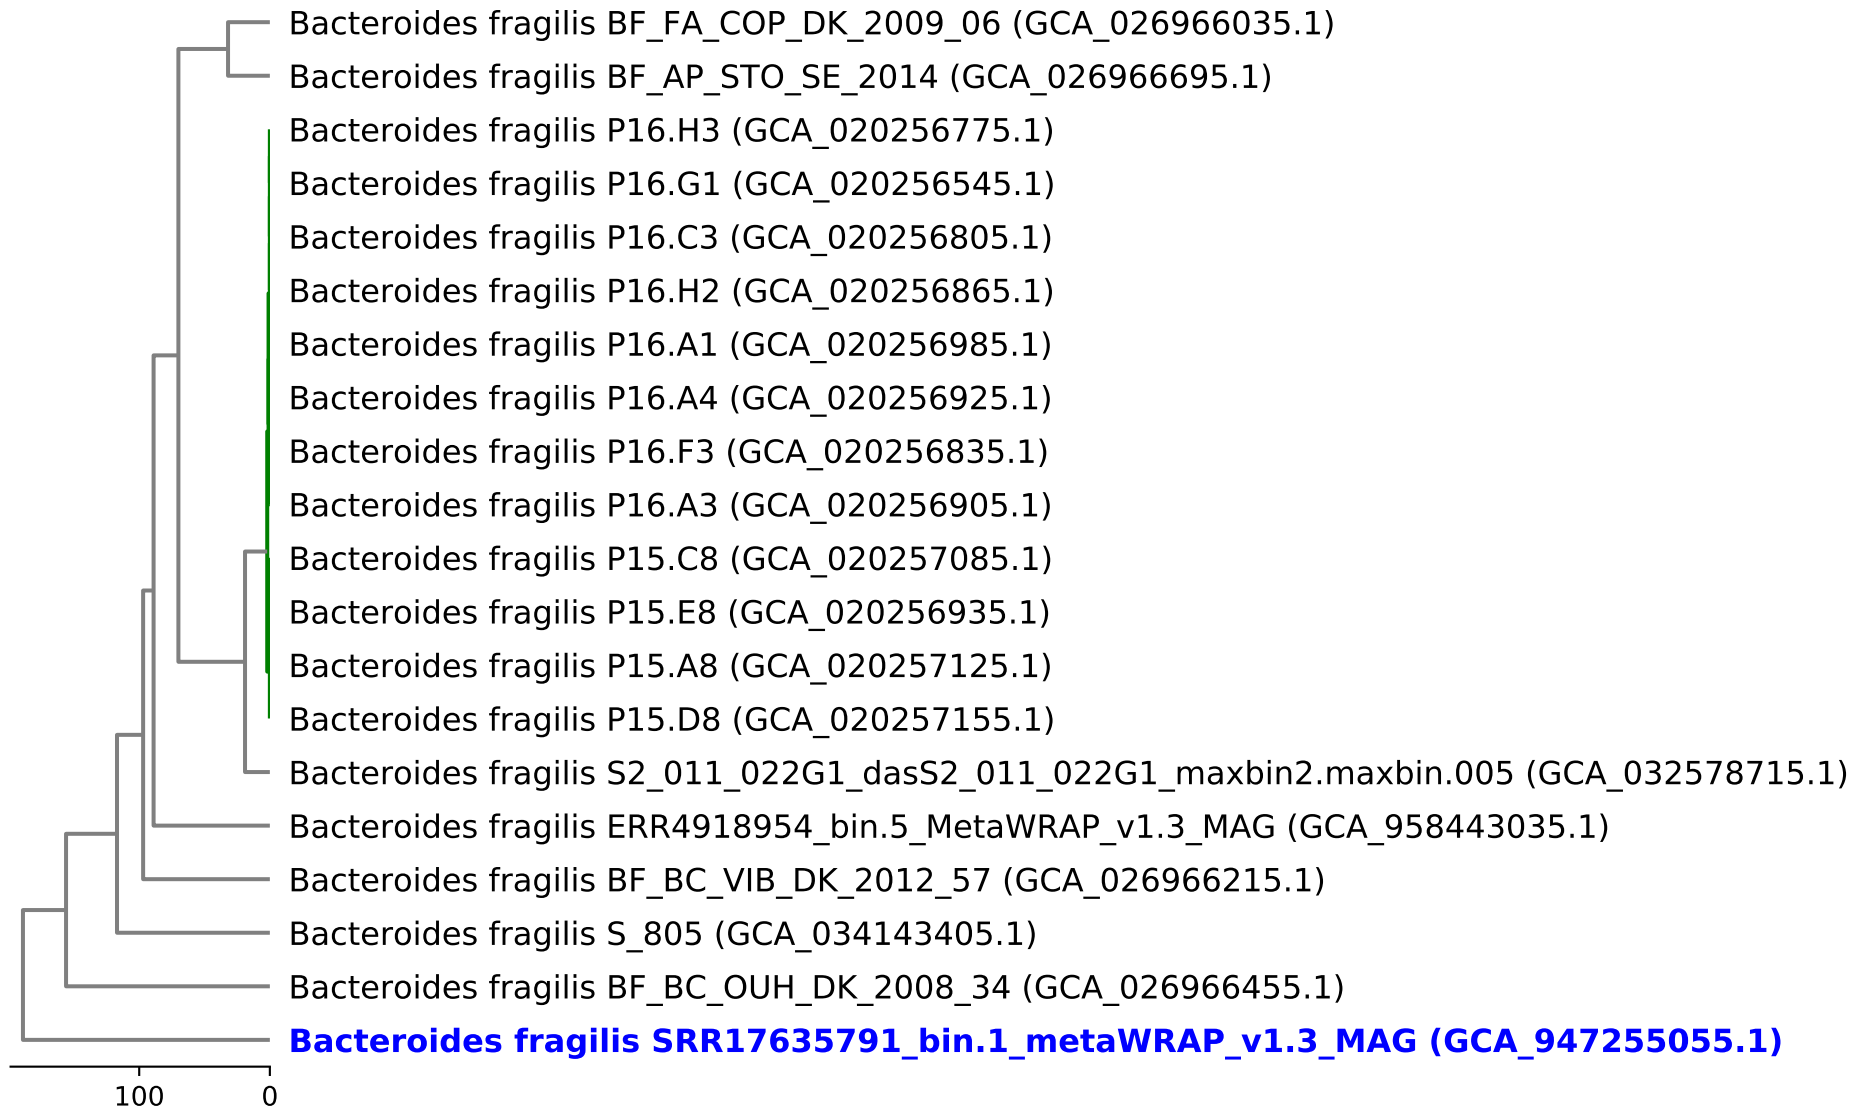 Bacteroides fragilis BF_FA_COP_DK_2009_06 (GCA_026966035.1)
Bacteroides fragilis BF_AP_STO_SE_2014 (GCA_026966695.1)
Bacteroides fragilis P16.H3 (GCA_020256775.1)
Bacteroides fragilis P16.G1 (GCA_020256545.1)
Bacteroides fragilis P16.C3 (GCA_020256805.1)
Bacteroides fragilis P16.H2 (GCA_020256865.1)
Bacteroides fragilis P16.A1 (GCA_020256985.1)
Bacteroides fragilis P16.A4 (GCA_020256925.1)
Bacteroides fragilis P16.F3 (GCA_020256835.1)
Bacteroides fragilis P16.A3 (GCA_020256905.1)
Bacteroides fragilis P15.C8 (GCA_020257085.1)
Bacteroides fragilis P15.E8 (GCA_020256935.1)
Bacteroides fragilis P15.A8 (GCA_020257125.1)
Bacteroides fragilis P15.D8 (GCA_020257155.1)
Bacteroides fragilis S2_011_022G1_dasS2_011_022G1_maxbin2.maxbin.005 (GCA_032578715.1)
Bacteroides fragilis ERR4918954_bin.5_MetaWRAP_v1.3_MAG (GCA_958443035.1)
Bacteroides fragilis BF_BC_VIB_DK_2012_57 (GCA_026966215.1)
Bacteroides fragilis S_805 (GCA_034143405.1)
Bacteroides fragilis BF_BC_OUH_DK_2008_34 (GCA_026966455.1)
Bacteroides fragilis SRR17635791_bin.1_metaWRAP_v1.3_MAG (GCA_947255055.1)
100 0